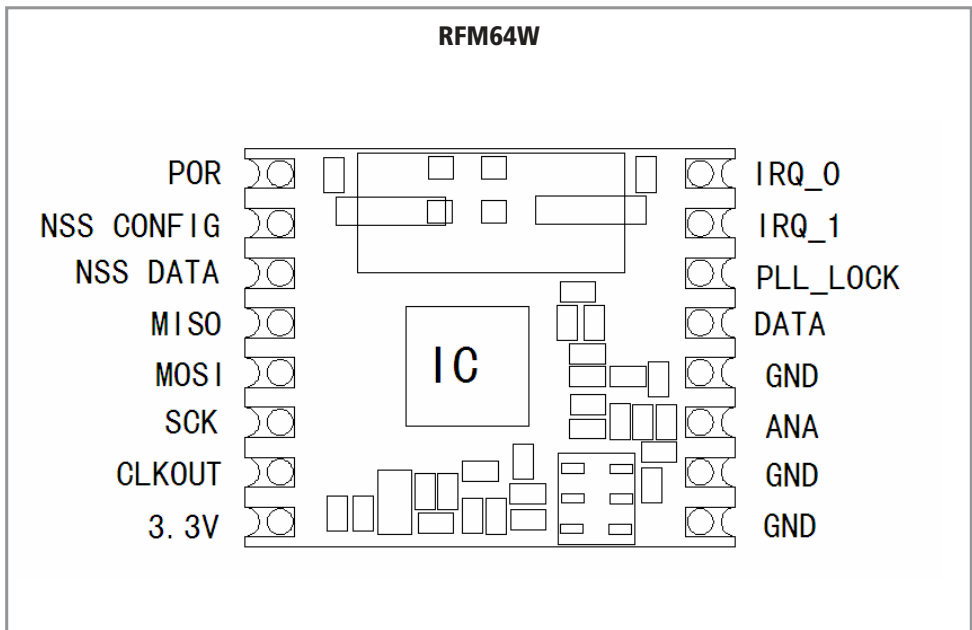 RFM64W
POR
NSS CONFIG
NSS DATA
MISO
MOSI
SCK
CLKOUT
3.3V
IC
IRQ_0
IRQ_1
PLL_LOCK
DATA
GND
ANA
GND
GND